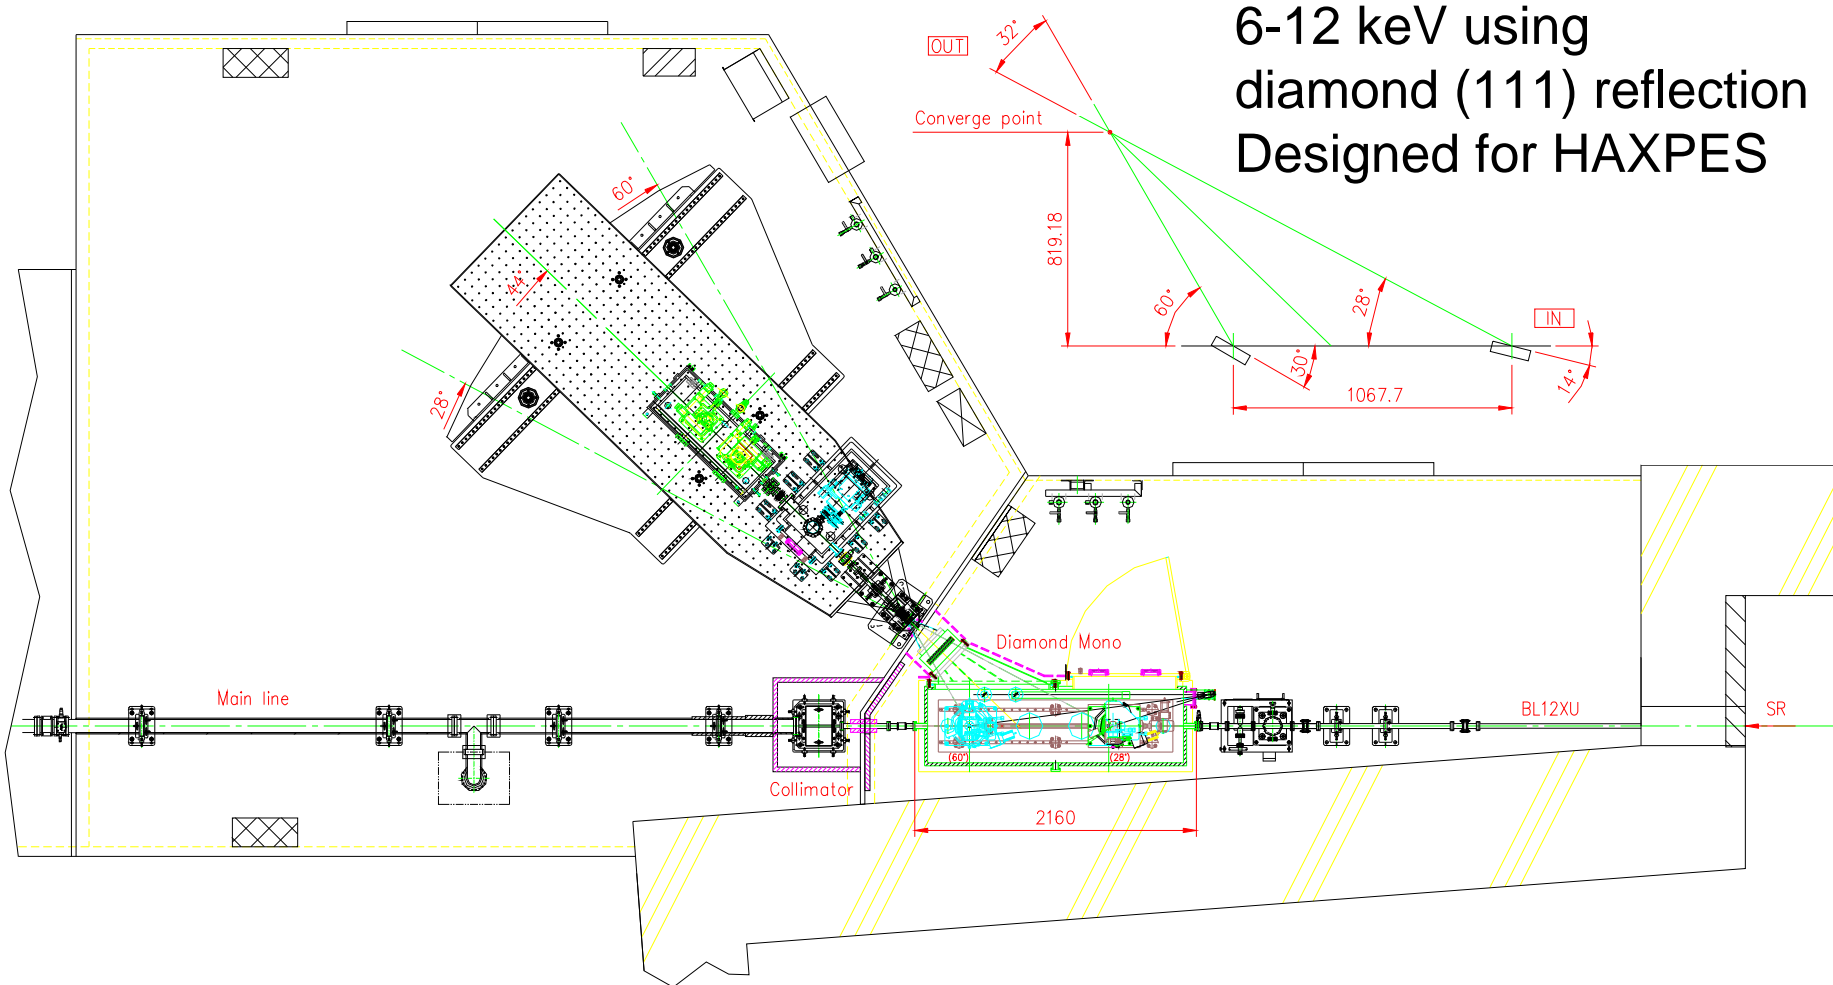 6-12 keV using
diamond (111) reflection
Designed for HAXPES
OUT
32°
Converge point
819.18
60°
28°
IN
30°
14°
1067.7
60°
44°
28°
Diamond Mono
Main line
BL12XU
SR
(60°)
(28°)
Collimator
2160